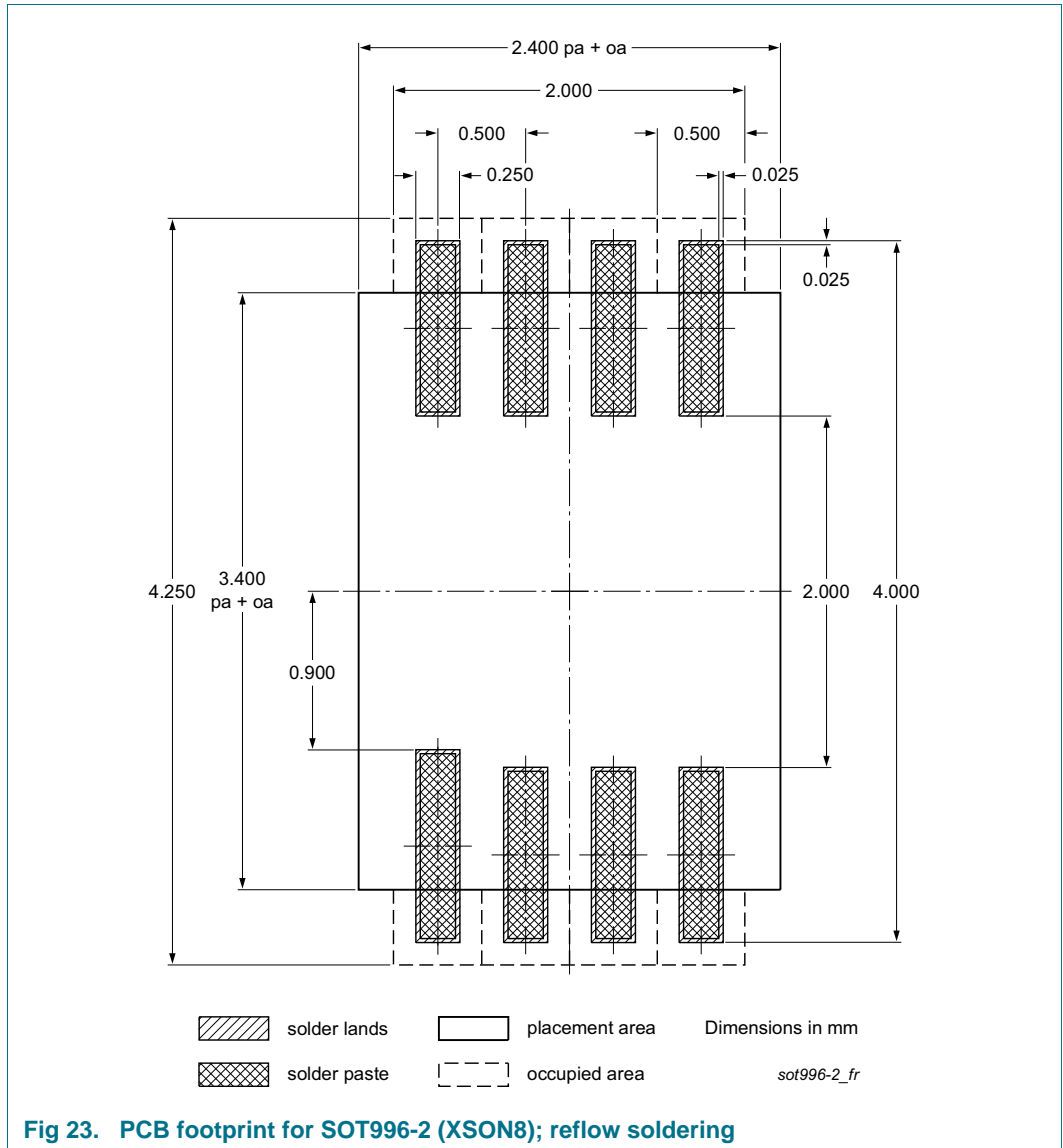 2.400 pa + oa
2.000
0.500
0.500
0.250
0.025
0.025
4.250
3.400
pa + oa
2.000
4.000
0.900
solder lands
placement area
Dimensions in mm
solder paste
occupied area
sot996-2_fr
Fig 23. PCB footprint for SOT996-2 (XSON8); reflow soldering